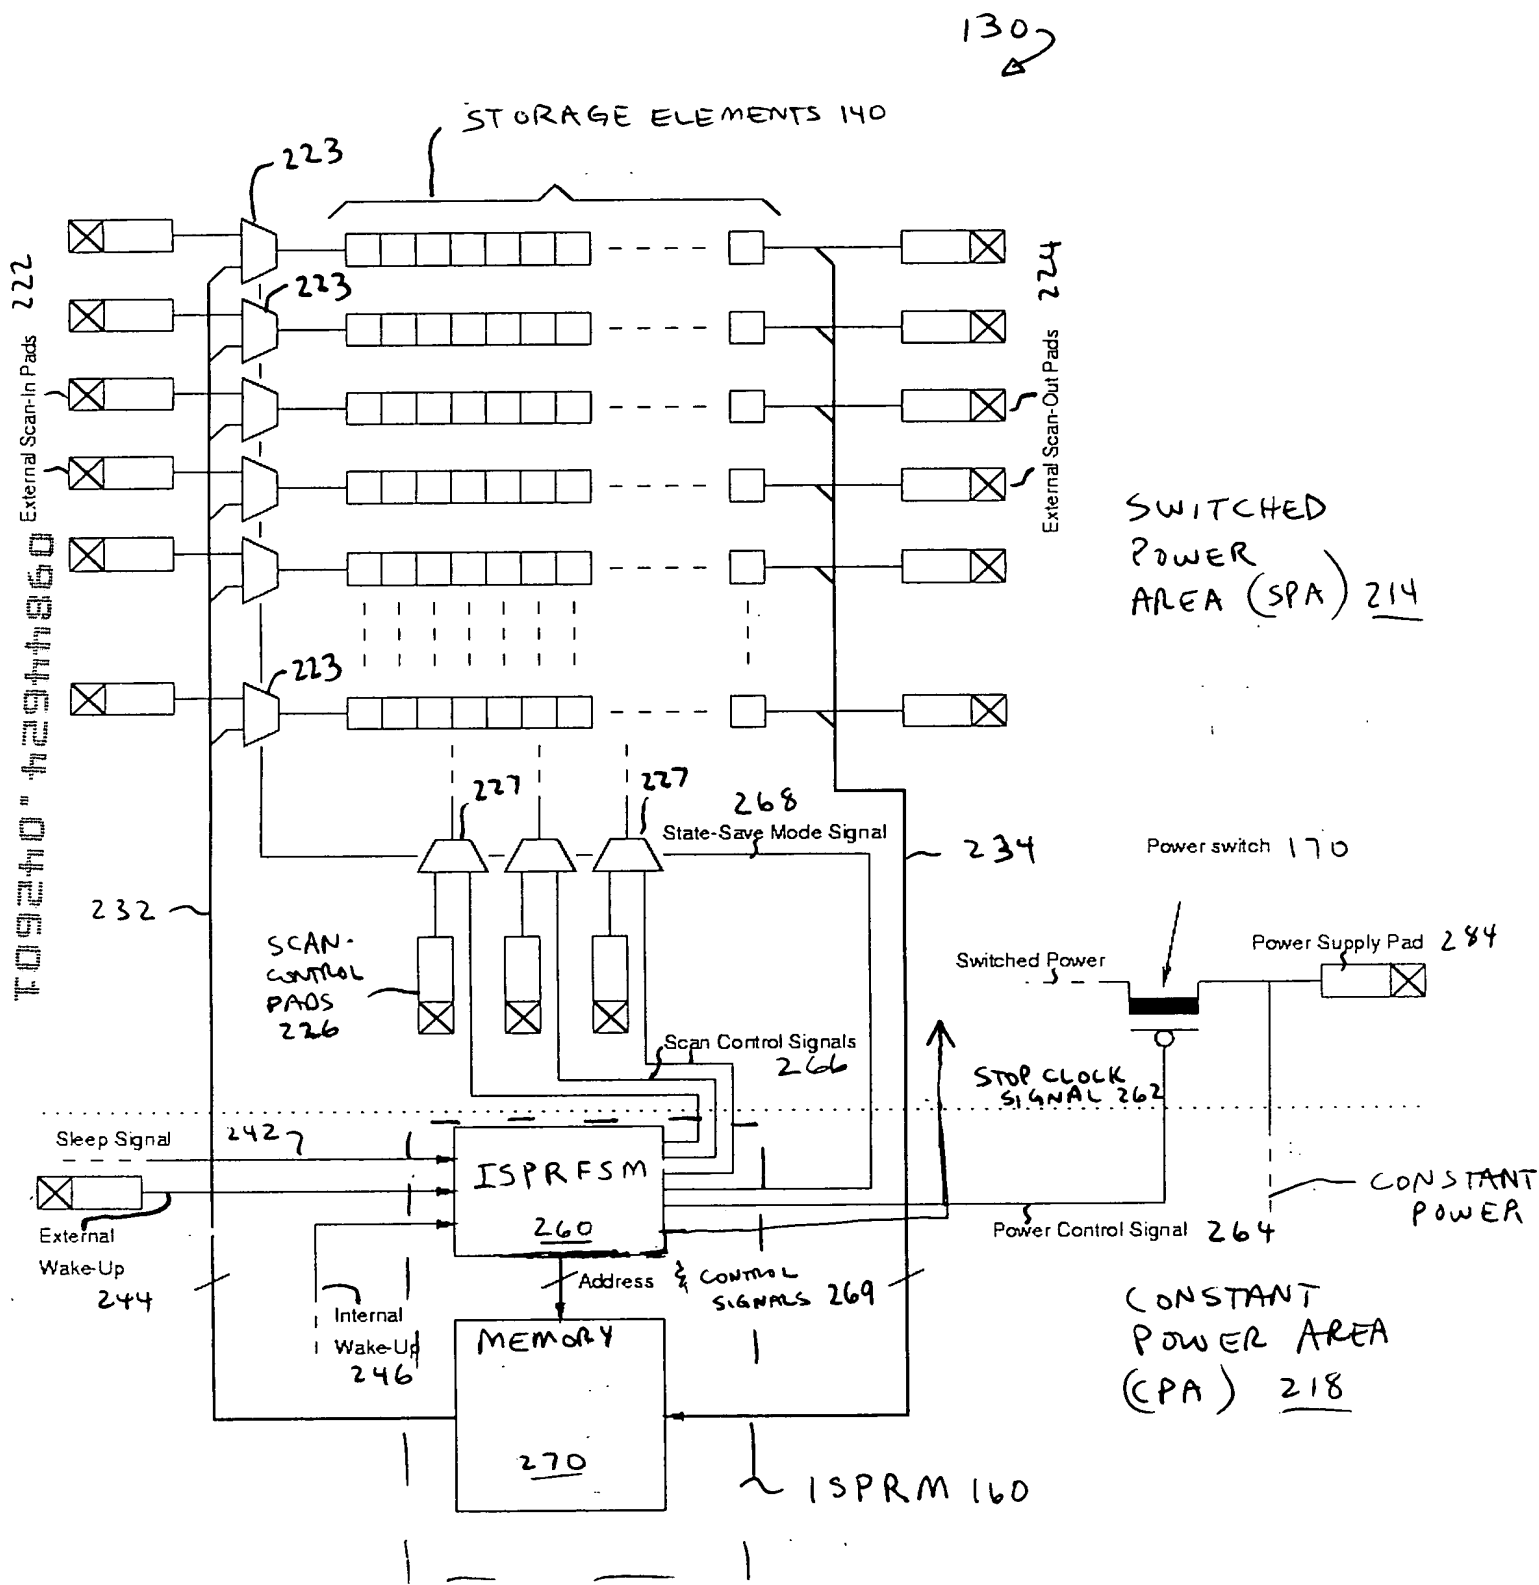 130
STORAGE ELEMENTS 140
223
223
External Scan-In Pads 222
External Scan-Out Pads 224
SWITCHED
POWER
AREA (SPA) 214
223
09844624.042601
227
227
268
State-Save Mode Signal
234
Power switch 170
232
SCAN-
CONTROL
PADS
226
Switched Power
Power Supply Pad 284
Scan Control Signals
266
STOP CLOCK
SIGNAL 262
Sleep Signal
242
ISPRFSM
260
CONSTANT
POWER
External
Wake-Up
244
Power Control Signal 264
Address & CONTROL
SIGNALS 269
Internal
Wake-Up
246
MEMORY
270
CONSTANT
POWER AREA
(CPA) 218
ISPRM 160